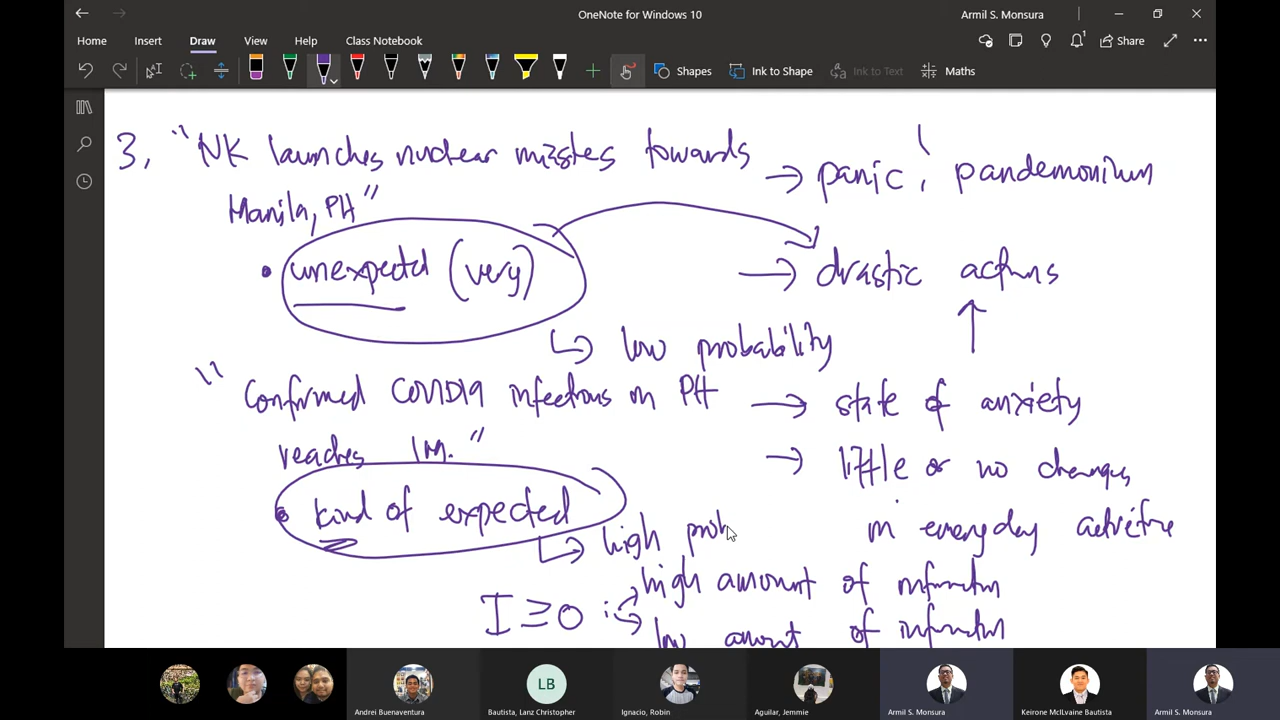 OneNote for Windows 10
Armil S. Monsura
Home Insert Draw View Help Class Notebook
Share
Shapes Ink to Shape Ink to Text Maths
3. "NK launches nuclear missles towards
Manila, PH"
→ panic, pandemonium
• unexpected (very)
→ drastic actions
↳ low probability
"Confirmed COVID19 infections in PH
reaches 1M."
→ state of anxiety
→ little or no changes
in everyday activities
• kind of expected
↳ high prob
I ≥ 0 : → high amount of information
→ low amount of information
Andrei Buenaventura
LB
Bautista, Lanz Christopher
Ignacio, Robin
Aguilar, Jemmie
Armil S. Monsura
Keirone McIlvaine Bautista
Armil S. Monsura